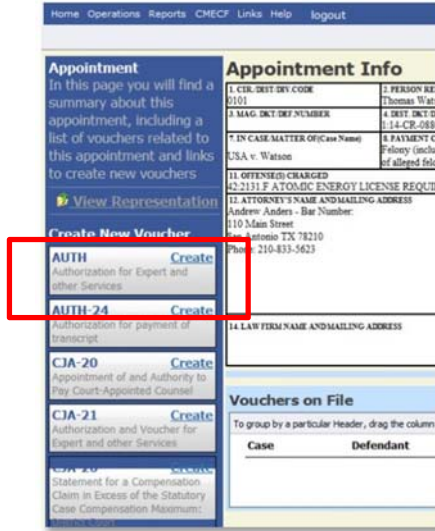 Home Operations Reports CMECF Links Help logout
Appointment
In this page you will find a
summary about this
appointment, including a
list of vouchers related to
this appointment and links
to create new vouchers
View Representation
Create New Voucher
AUTH Create
Authorization for Expert and
other Services
AUTH-24 Create
Authorization for payment of
transcript
CJA-20 Create
Appointment of and Authority to
Pay Court-Appointed Counsel
CJA-21 Create
Authorization and Voucher for
Expert and other Services
Create
Statement for a Compensation
Claim in Excess of the Statutory
Case Compensation Maximum:
Appointment Info
1. CIR./DIST/DIV.CODE
0101
2. PERSON RE
Thomas Wat
3. MAG. DKT/DEF.NUMBER
4. DIST. DKT/D
1:14-CR-088
7. IN CASE/MATTER OF(Case Name)
USA v. Watson
8. PAYMENT C
Felony (inclu
of alleged felo
11. OFFENSE(S) CHARGED
42:2131.F ATOMIC ENERGY LICENSE REQUI
12. ATTORNEY'S NAME AND MAILING ADDRESS
Andrew Anders - Bar Number:
110 Main Street
San Antonio TX 78210
Phone: 210-833-5623
14. LAW FIRM NAME AND MAILING ADDRESS
Vouchers on File
To group by a particular Header, drag the column
Case Defendant